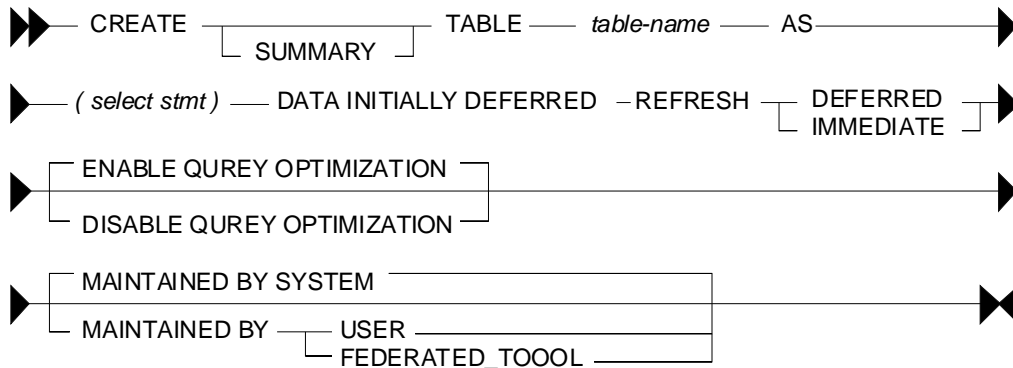 CREATE TABLE table-name AS
SUMMARY
( select stmt ) DATA INITIALLY DEFERRED REFRESH DEFERRED
IMMEDIATE
ENABLE QUREY OPTIMIZATION
DISABLE QUREY OPTIMIZATION
MAINTAINED BY SYSTEM
MAINTAINED BY USER
FEDERATED_TOOOL